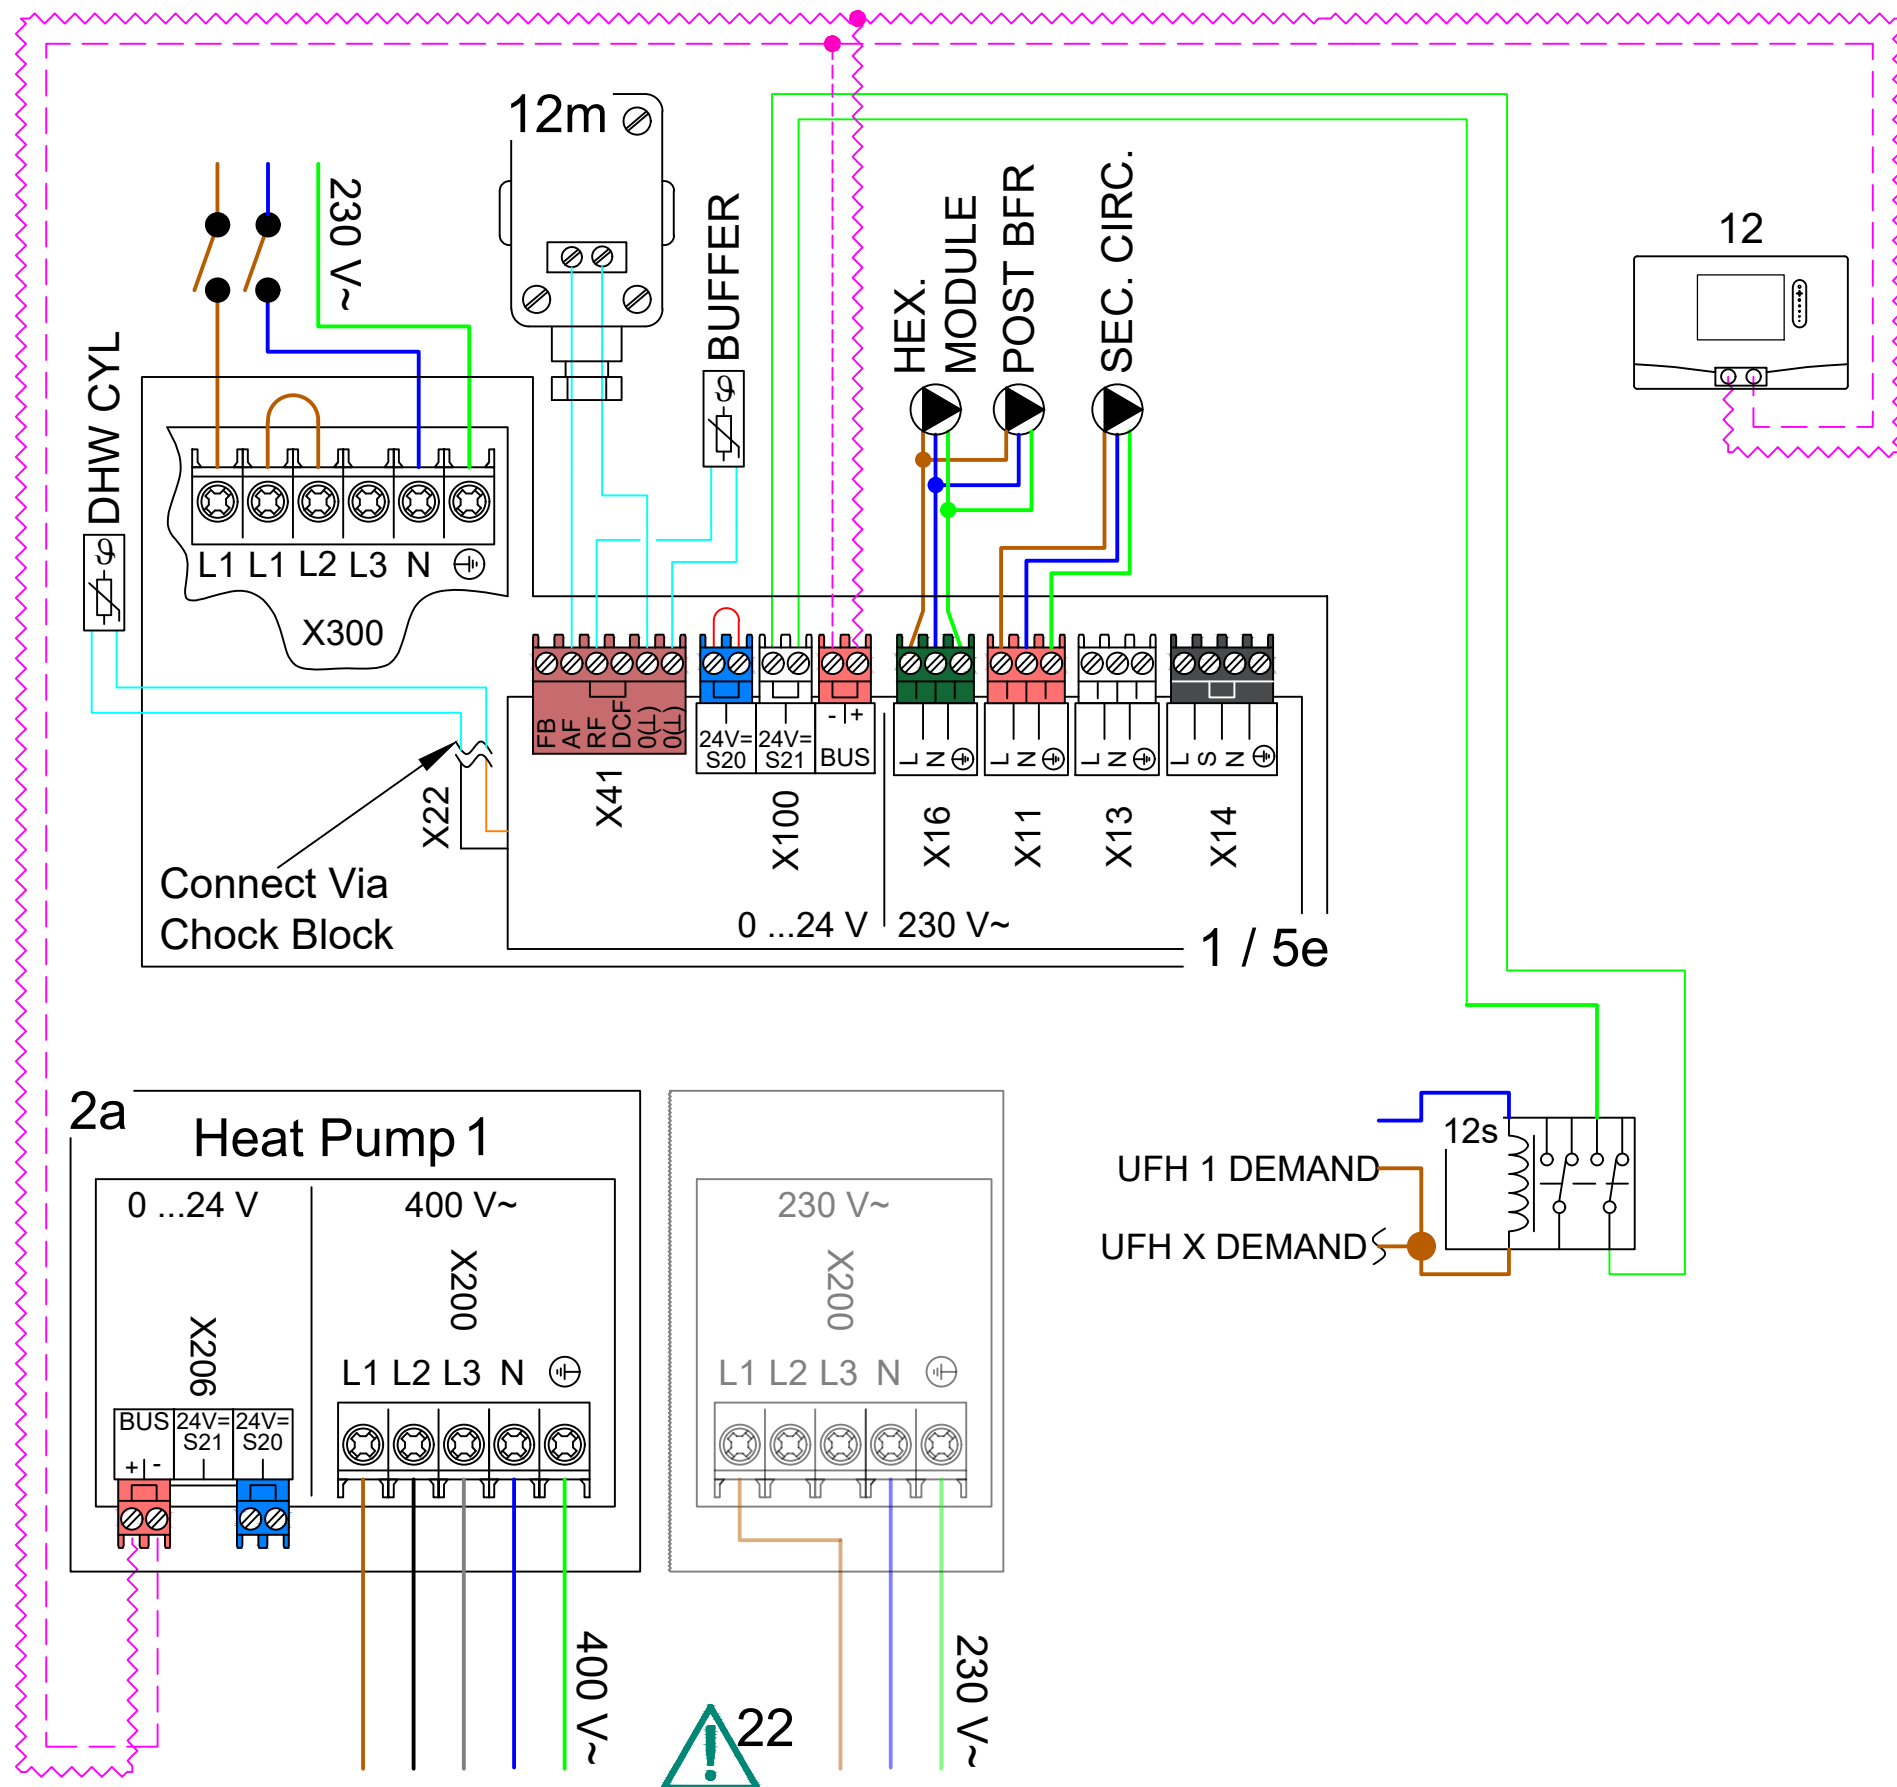 12m
230 V~
BUFFER
HEX.
MODULE
POST BFR
SEC. CIRC.
12
DHW CYL
ϑ
ϑ
L1 L1 L2 L3 N
X300
FB
AF
RF
DCF
0(⊥)
0(⊥)
24V=
S20
24V=
S21
- +
BUS
L N
L N
L N
L S N
X22
X41
X100
X16
X11
X13
X14
Connect Via
Chock Block
0 ...24 V
230 V~
1 / 5e
2a
Heat Pump 1
0 ...24 V
400 V~
X206
X200
L1 L2 L3 N
BUS
+ -
24V=
S21
24V=
S20
400 V~
230 V~
X200
L1 L2 L3 N
230 V~
22
12s
UFH 1 DEMAND
UFH X DEMAND